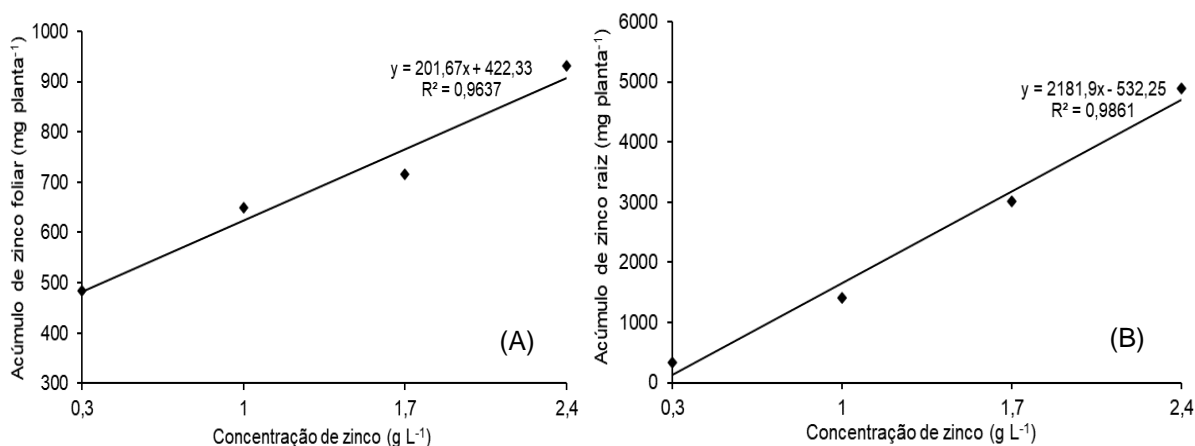 Acúmulo de zinco foliar (mg planta⁻¹)
1000
900
800
700
600
500
400
300
y = 201,67x + 422,33
R² = 0,9637
(A)
0,3
1
1,7
2,4
Concentração de zinco (g L⁻¹)
Acúmulo de zinco raiz (mg planta⁻¹)
6000
5000
4000
3000
2000
1000
0
y = 2181,9x - 532,25
R² = 0,9861
(B)
0,3
1
1,7
2,4
Concentração de zinco (g L⁻¹)